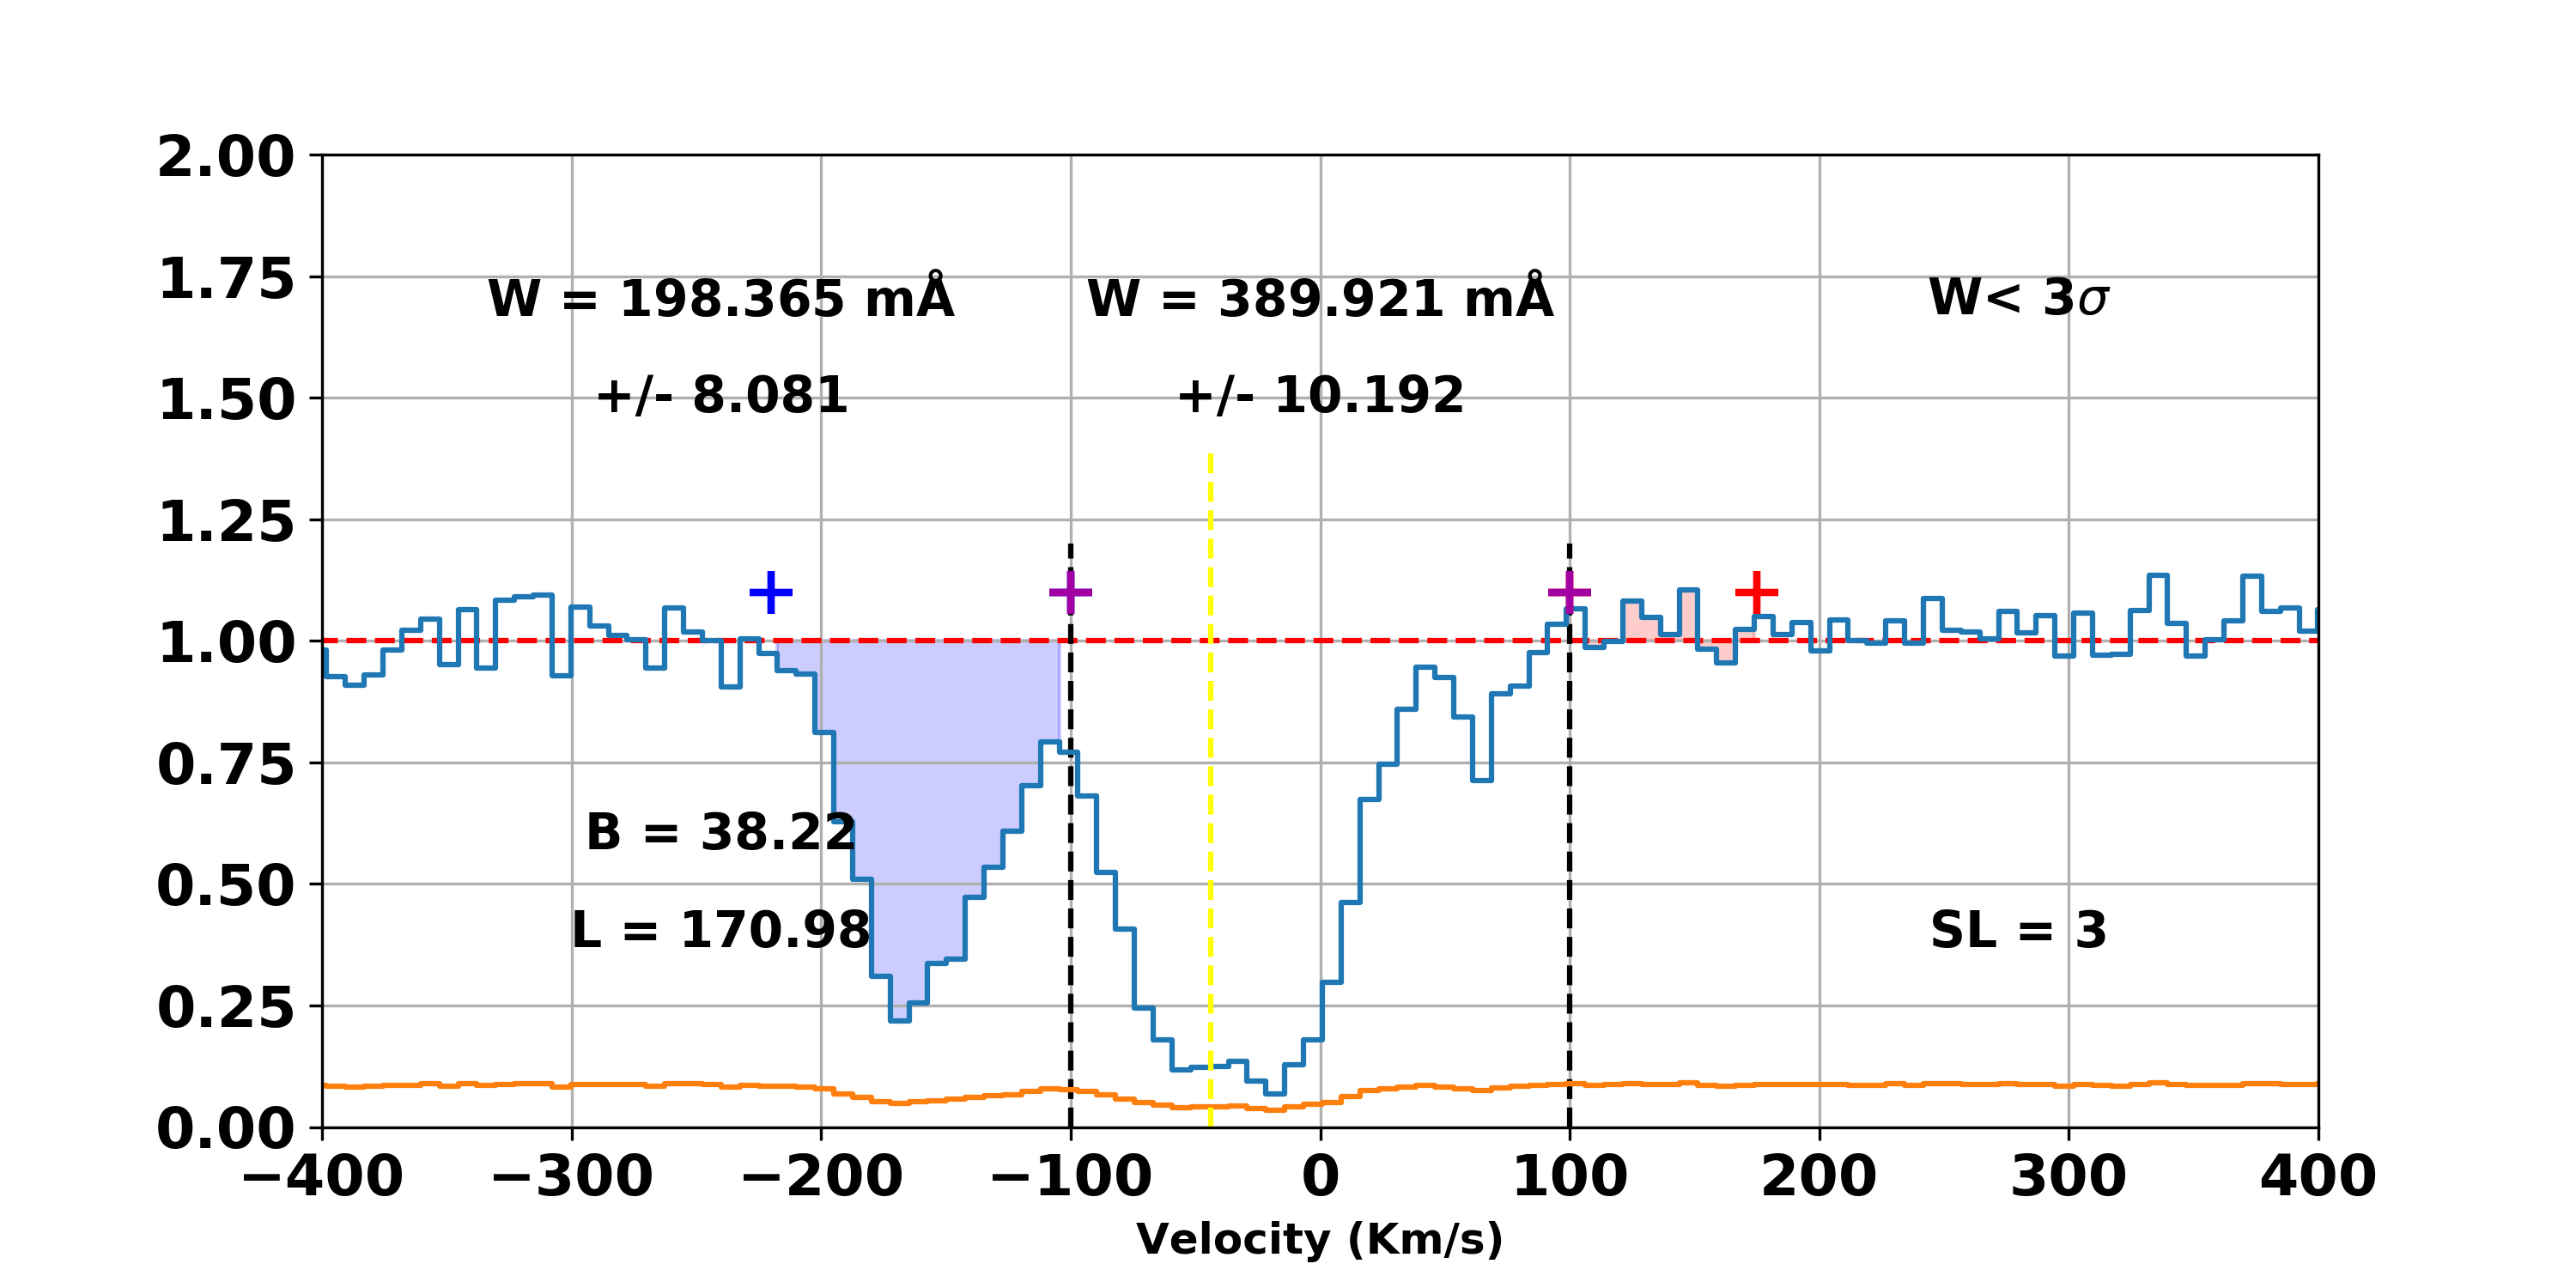 2.00
1.75
W = 198.365 mÅ W = 389.921 mÅ W< 3σ
1.50
+/- 8.081 +/- 10.192
1.25
1.00
0.75
B = 38.22
0.50
L = 170.98 SL = 3
0.25
0.00
−400 −300 −200 −100 0 100 200 300 400
Velocity (Km/s)